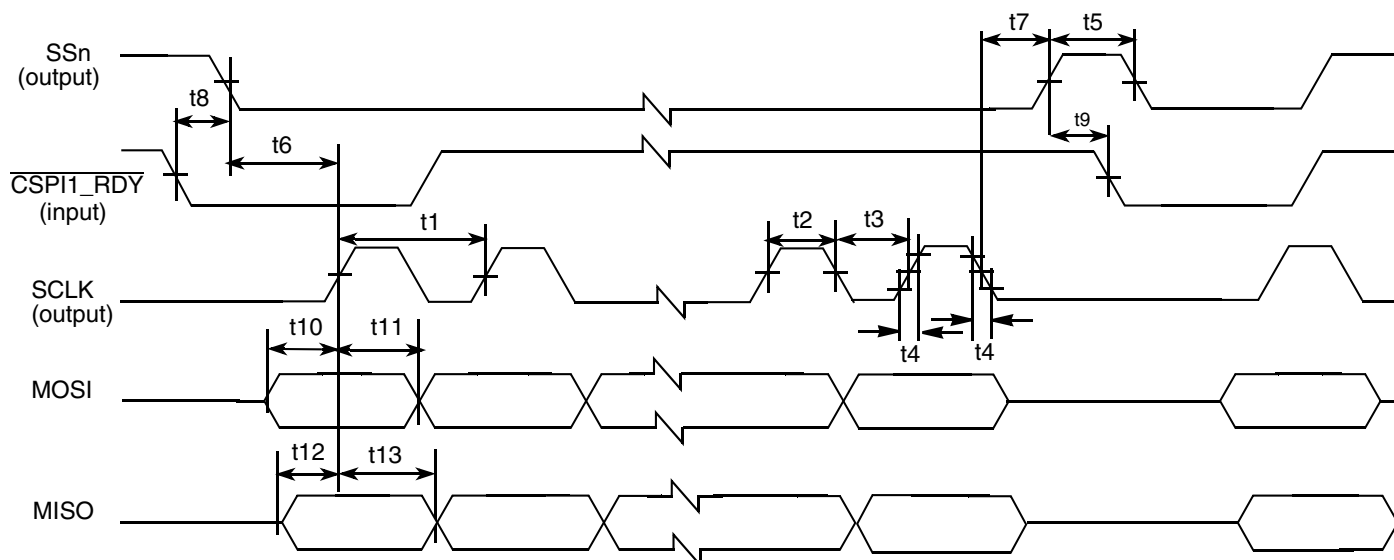 t7
t5
SSn
(output)
t8
t9
t6
CSPI1_RDY
(input)
t1
t2
t3
SCLK
(output)
t10
t11
t4
t4
MOSI
t12
t13
MISO